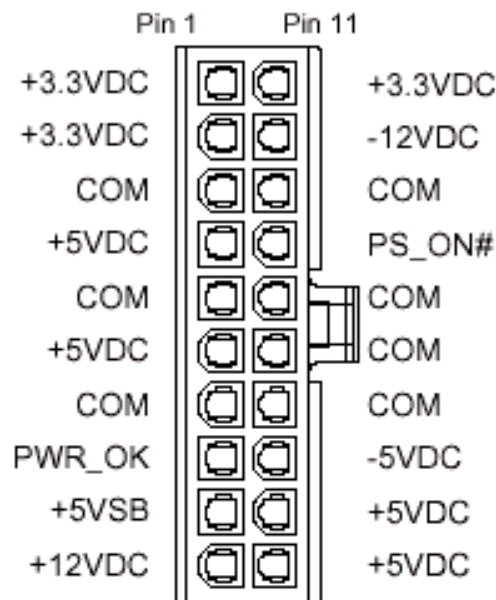 Pin 1 Pin 11
+3.3VDC +3.3VDC
+3.3VDC -12VDC
COM COM
+5VDC PS_ON#
COM COM
+5VDC COM
COM COM
PWR_OK -5VDC
+5VSB +5VDC
+12VDC +5VDC